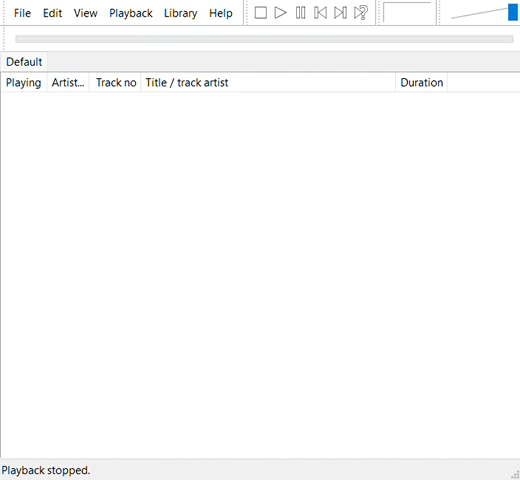 File Edit View Playback Library Help
Default
Playing Artist... Track no Title / track artist Duration
Playback stopped.